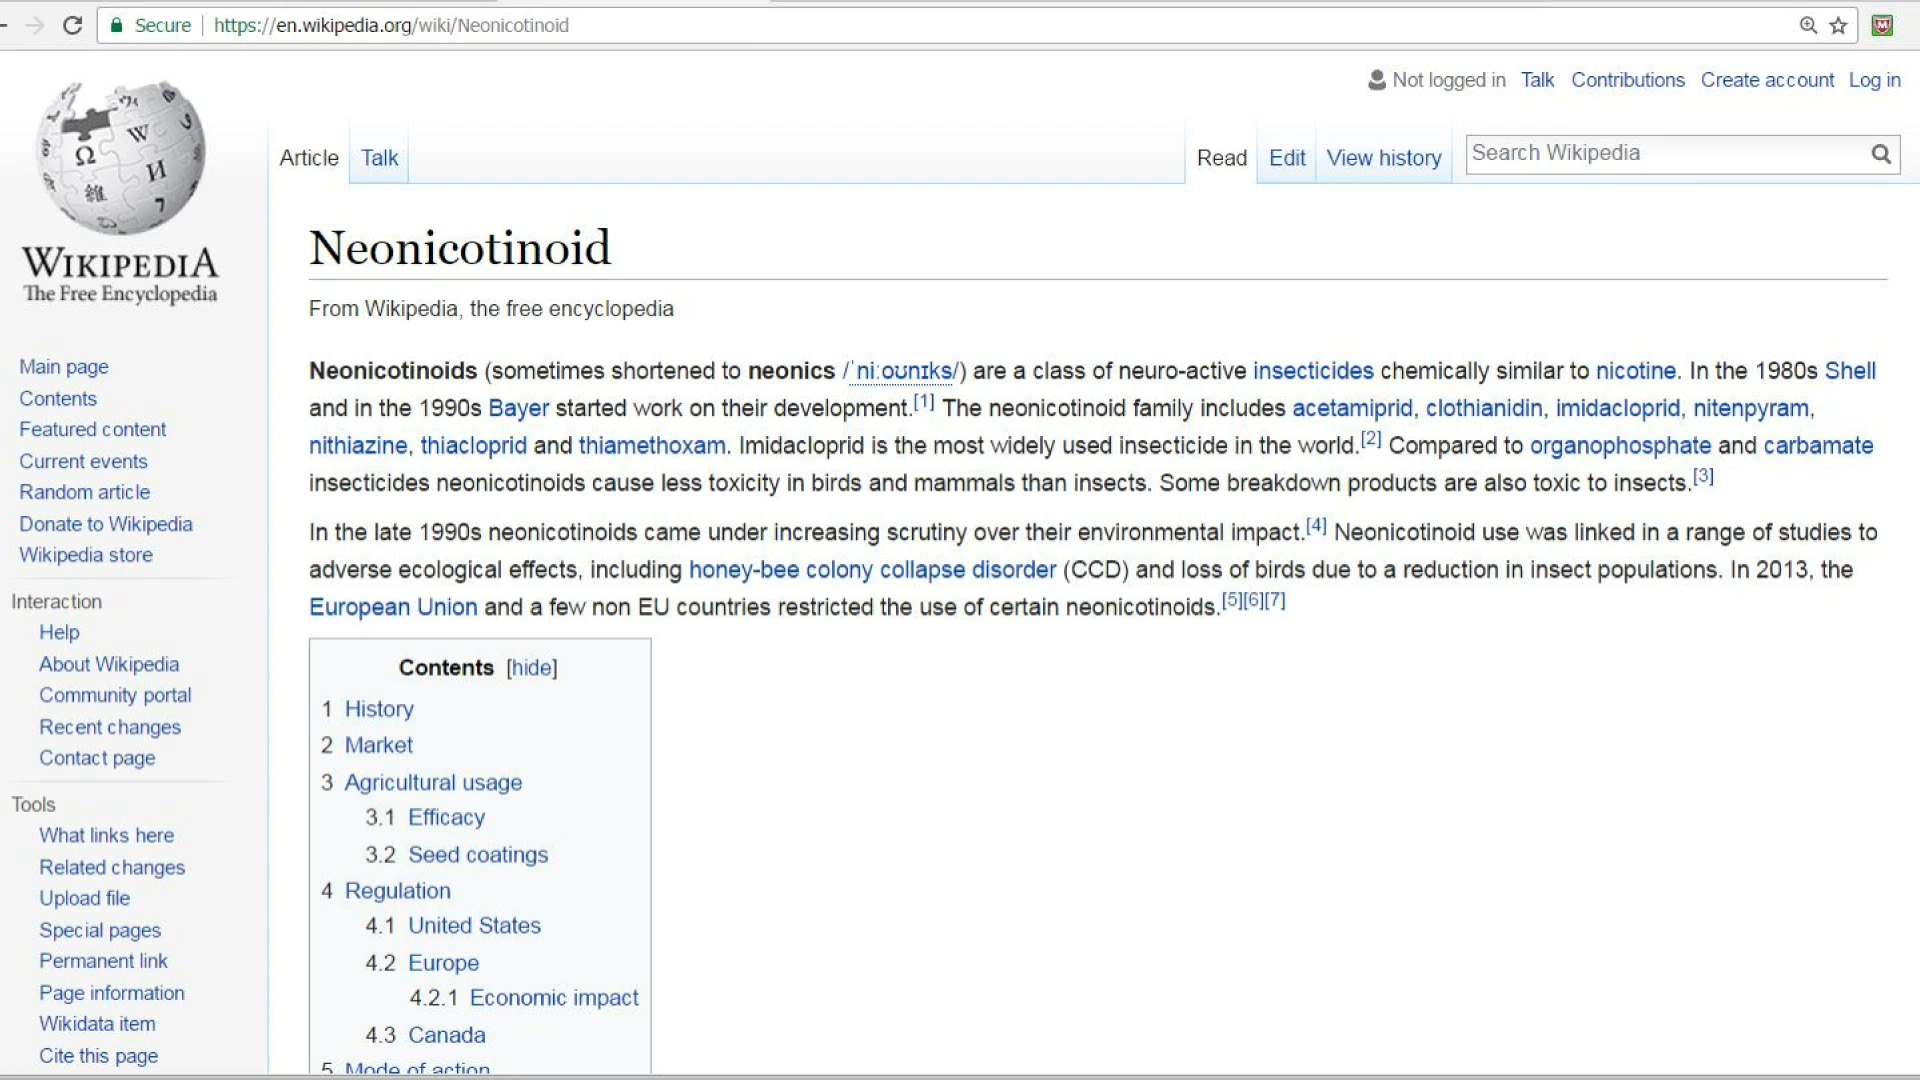 Secure https://en.wikipedia.org/wiki/Neonicotinoid
Not logged in Talk Contributions Create account Log in
Article Talk Read Edit View history Search Wikipedia
WIKIPEDIA
The Free Encyclopedia
Main page
Contents
Featured content
Current events
Random article
Donate to Wikipedia
Wikipedia store
Interaction
Help
About Wikipedia
Community portal
Recent changes
Contact page
Tools
What links here
Related changes
Upload file
Special pages
Permanent link
Page information
Wikidata item
Cite this page
Neonicotinoid
From Wikipedia, the free encyclopedia
Neonicotinoids (sometimes shortened to neonics /ˈniːoʊnɪks/) are a class of neuro-active insecticides chemically similar to nicotine. In the 1980s Shell
and in the 1990s Bayer started work on their development.[1] The neonicotinoid family includes acetamiprid, clothianidin, imidacloprid, nitenpyram,
nithiazine, thiacloprid and thiamethoxam. Imidacloprid is the most widely used insecticide in the world.[2] Compared to organophosphate and carbamate
insecticides neonicotinoids cause less toxicity in birds and mammals than insects. Some breakdown products are also toxic to insects.[3]
In the late 1990s neonicotinoids came under increasing scrutiny over their environmental impact.[4] Neonicotinoid use was linked in a range of studies to
adverse ecological effects, including honey-bee colony collapse disorder (CCD) and loss of birds due to a reduction in insect populations. In 2013, the
European Union and a few non EU countries restricted the use of certain neonicotinoids.[5][6][7]
Contents [hide]
1 History
2 Market
3 Agricultural usage
3.1 Efficacy
3.2 Seed coatings
4 Regulation
4.1 United States
4.2 Europe
4.2.1 Economic impact
4.3 Canada
5 Mode of action